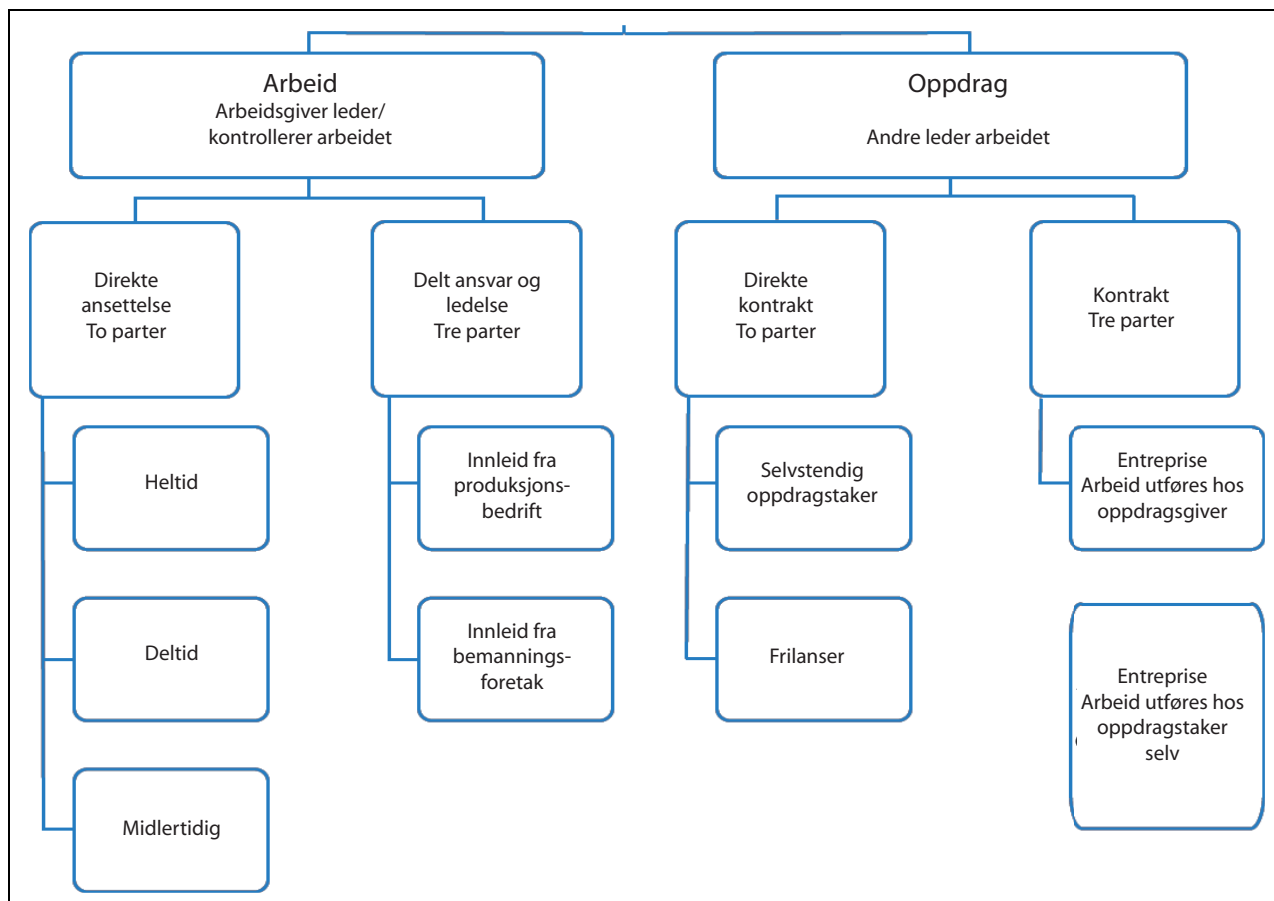 Arbeid
Arbeidsgiver leder/
kontrollerer arbeidet
Oppdrag
Andre leder arbeidet
Direkte
ansettelse
To parter
Delt ansvar og
ledelse
Tre parter
Direkte
kontrakt
To parter
Kontrakt
Tre parter
Heltid
Innleid fra
produksjons-
bedrift
Selvstendig
oppdragstaker
Entreprise
Arbeid utføres hos
oppdragsgiver
Deltid
Innleid fra
bemannings-
foretak
Frilanser
Entreprise
Arbeid utføres hos
oppdragstaker
selv
Midlertidig